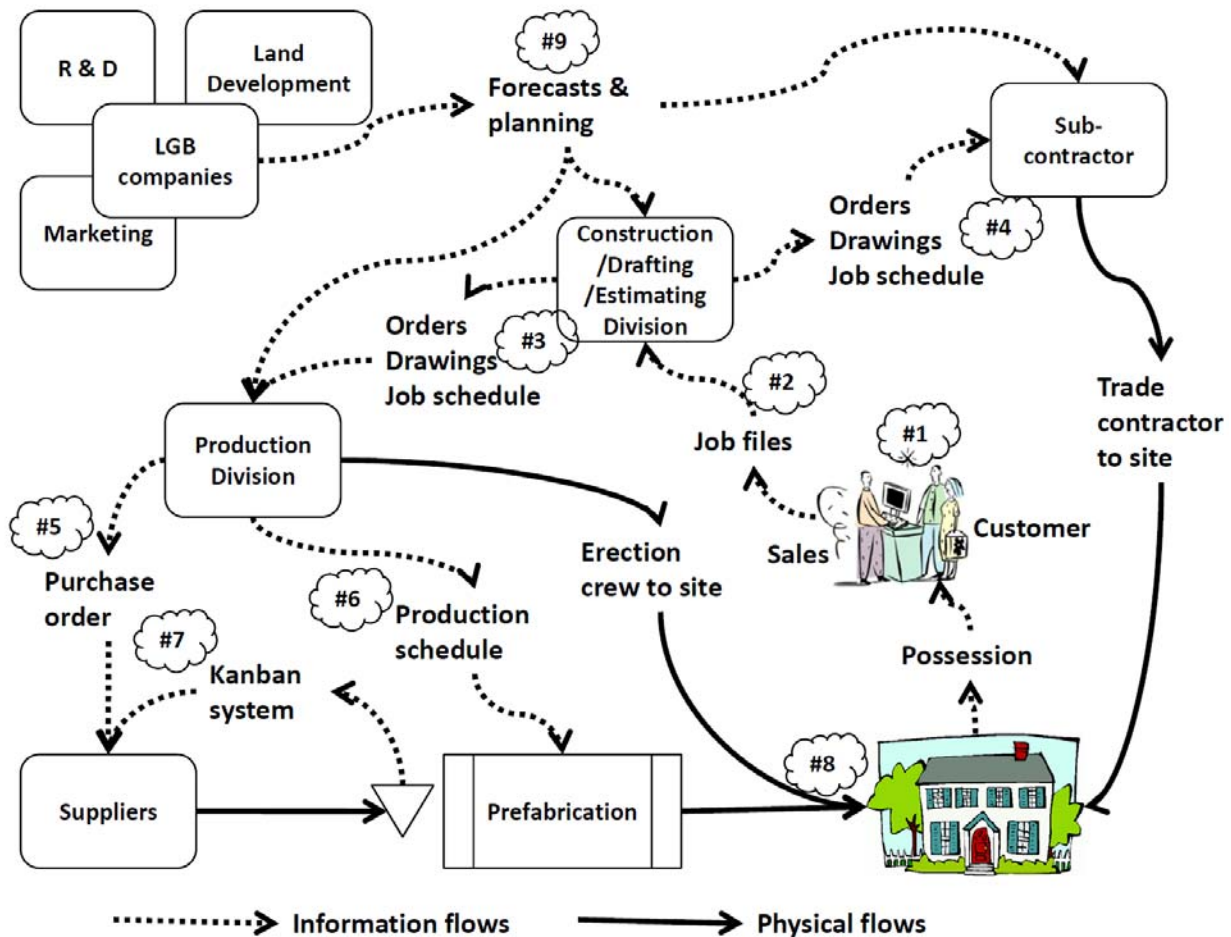 R & D
Land
Development
LGB
companies
Marketing
#9
Forecasts &
planning
Sub-
contractor
Orders
Drawings
Job schedule
#4
Construction
/Drafting
/Estimating
Division
Orders
Drawings
Job schedule
#3
#2
Job files
#1
Sales
Customer
Trade
contractor
to site
Production
Division
#5
Purchase
order
#6
Production
schedule
#7
Kanban
system
Erection
crew to site
Possession
#8
Suppliers
Prefabrication
Information flows
Physical flows